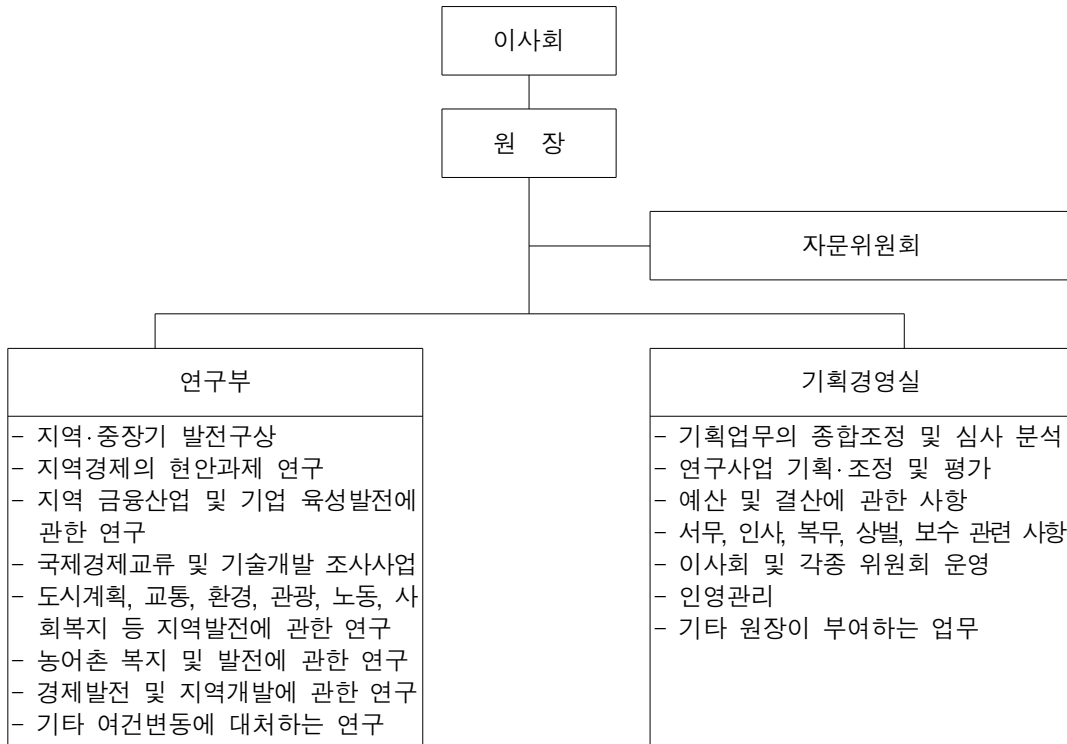 이사회
원 장
자문위원회
연구부
- 지역·중장기 발전구상
- 지역경제의 현안과제 연구
- 지역 금융산업 및 기업 육성발전에
관한 연구
- 국제경제교류 및 기술개발 조사사업
- 도시계획, 교통, 환경, 관광, 노동, 사
회복지 등 지역발전에 관한 연구
- 농어촌 복지 및 발전에 관한 연구
- 경제발전 및 지역개발에 관한 연구
- 기타 여건변동에 대처하는 연구
기획경영실
- 기획업무의 종합조정 및 심사 분석
- 연구사업 기획·조정 및 평가
- 예산 및 결산에 관한 사항
- 서무, 인사, 복무, 상벌, 보수 관련 사항
- 이사회 및 각종 위원회 운영
- 인영관리
- 기타 원장이 부여하는 업무